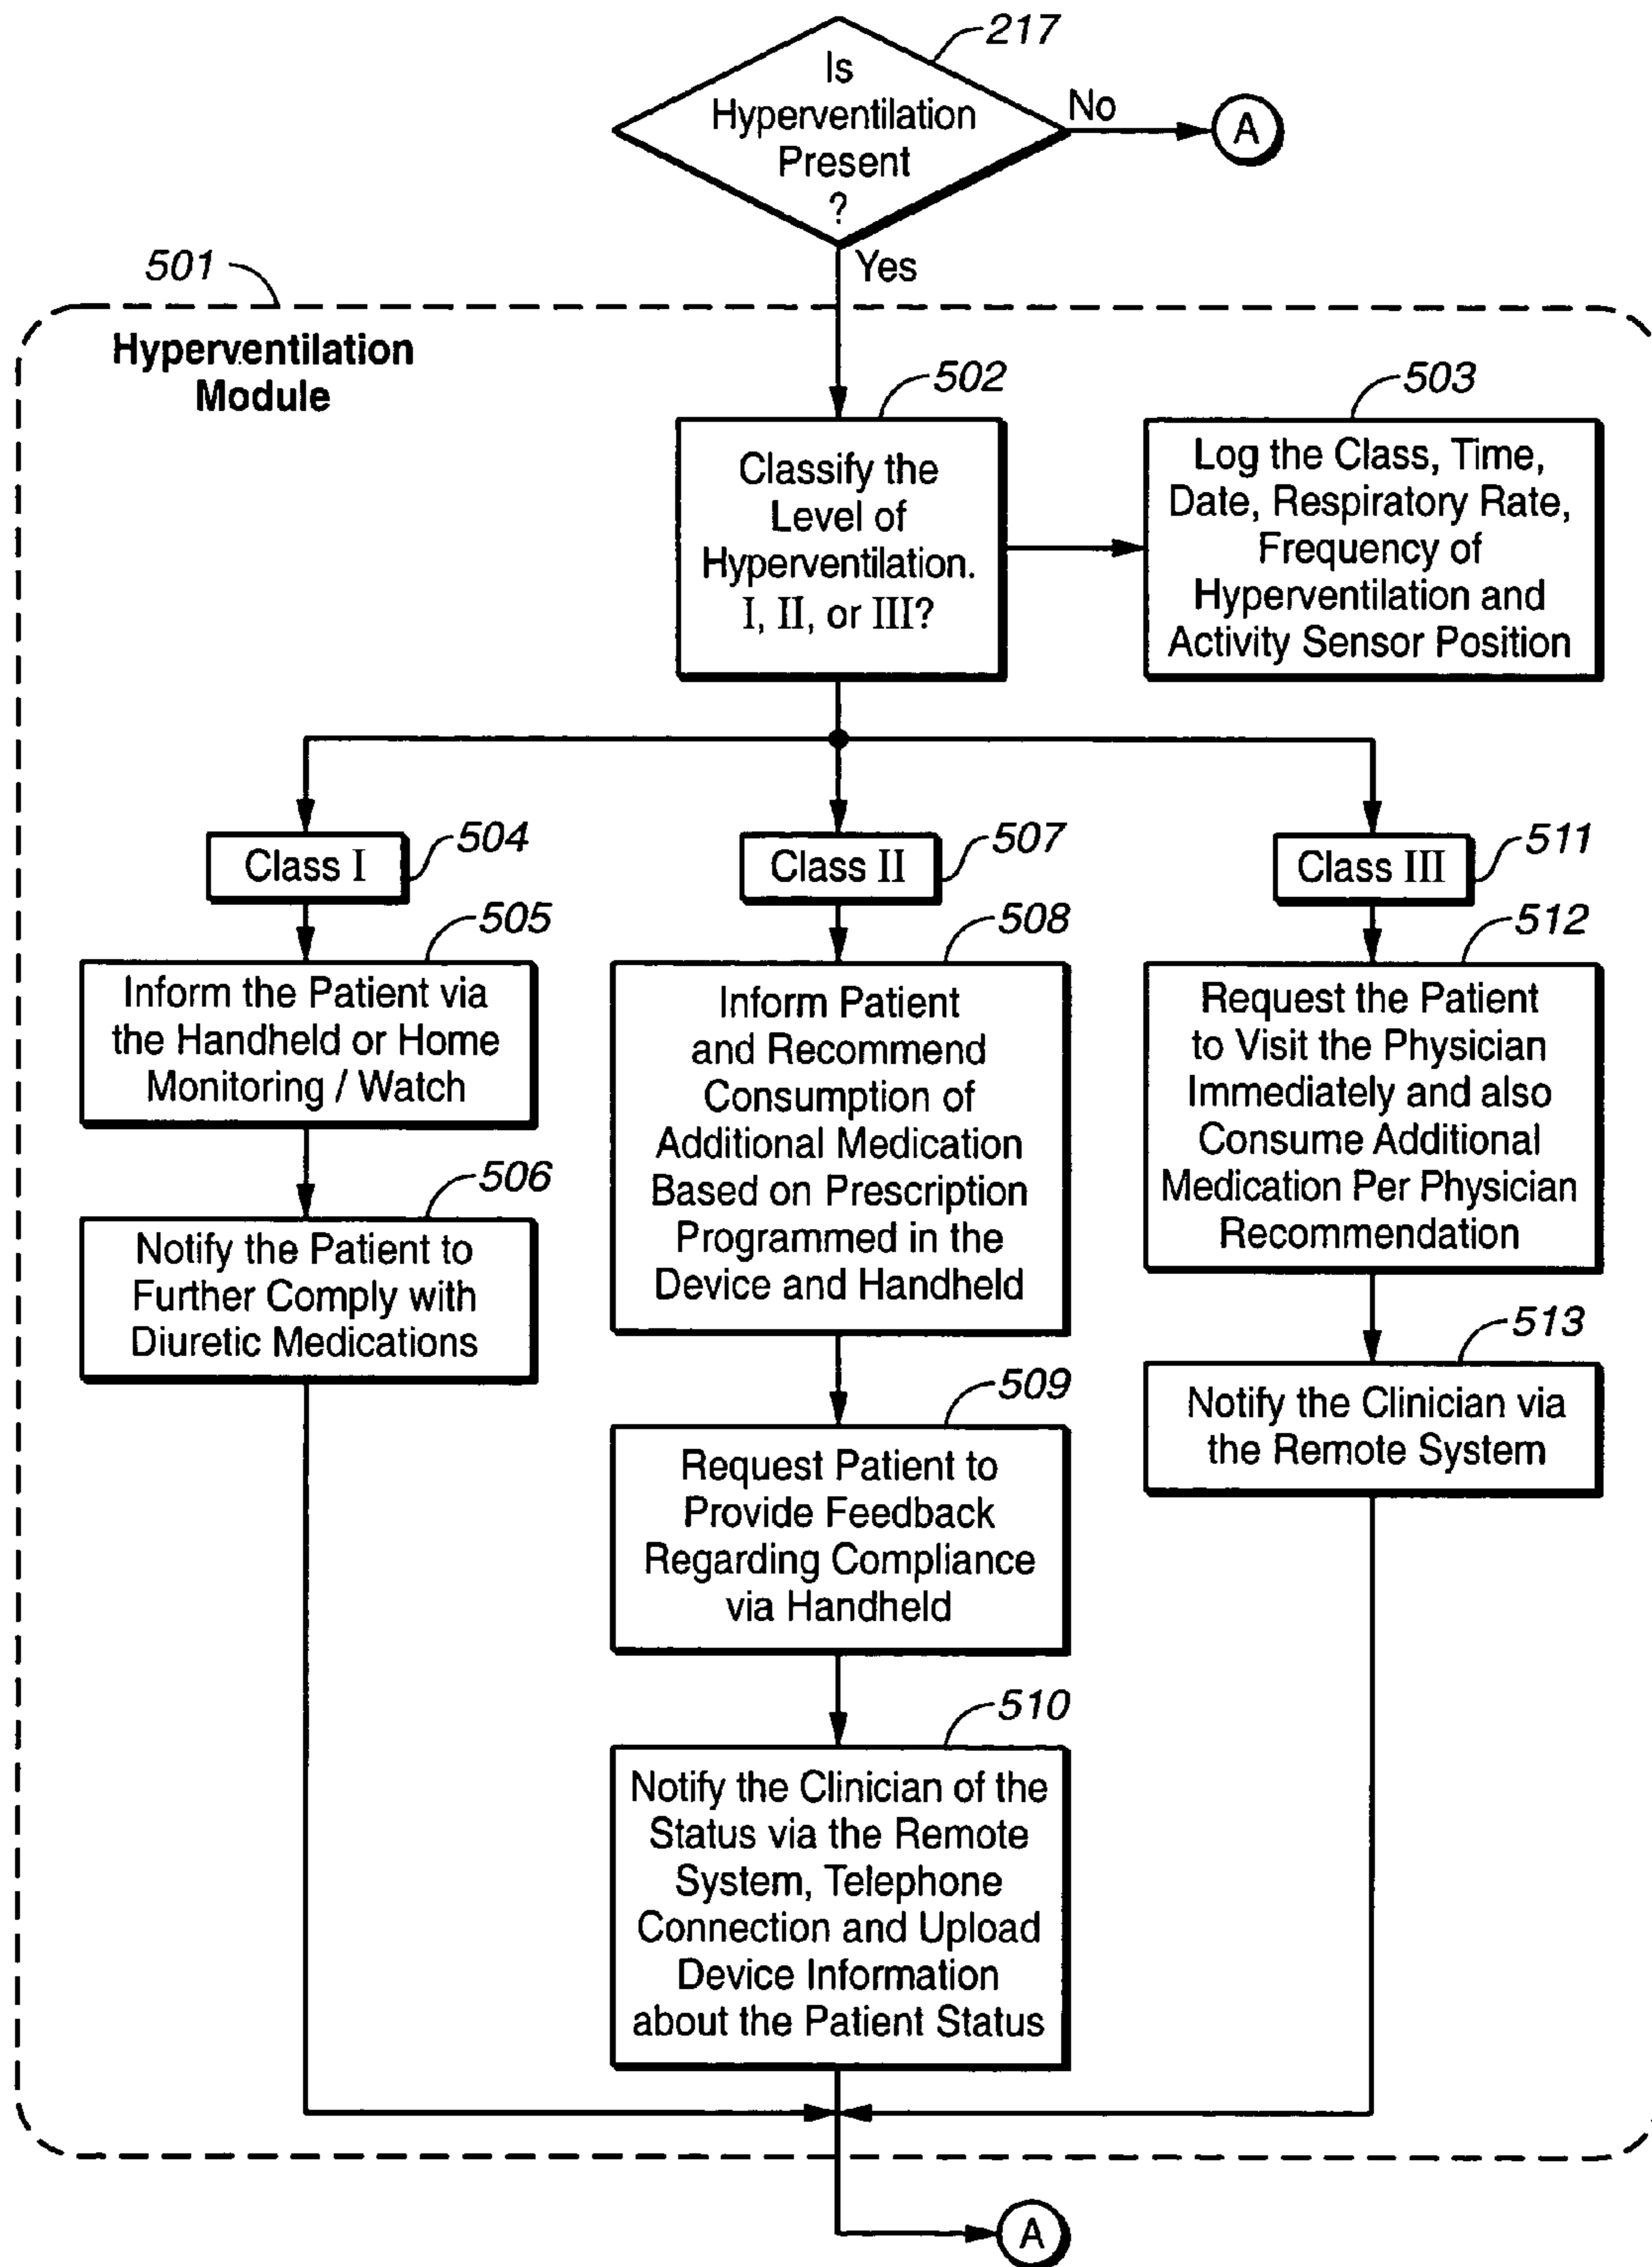 217
Is
Hyperventilation
Present
?
No
A
Yes
501
Hyperventilation
Module
502
Classify the
Level of
Hyperventilation.
I, II, or III?
503
Log the Class, Time,
Date, Respiratory Rate,
Frequency of
Hyperventilation and
Activity Sensor Position
504
Class I
505
Inform the Patient via
the Handheld or Home
Monitoring / Watch
506
Notify the Patient to
Further Comply with
Diuretic Medications
507
Class II
508
Inform Patient
and Recommend
Consumption of
Additional Medication
Based on Prescription
Programmed in the
Device and Handheld
509
Request Patient to
Provide Feedback
Regarding Compliance
via Handheld
510
Notify the Clinician of the
Status via the Remote
System, Telephone
Connection and Upload
Device Information
about the Patient Status
511
Class III
512
Request the Patient
to Visit the Physician
Immediately and also
Consume Additional
Medication Per Physician
Recommendation
513
Notify the Clinician via
the Remote System
A